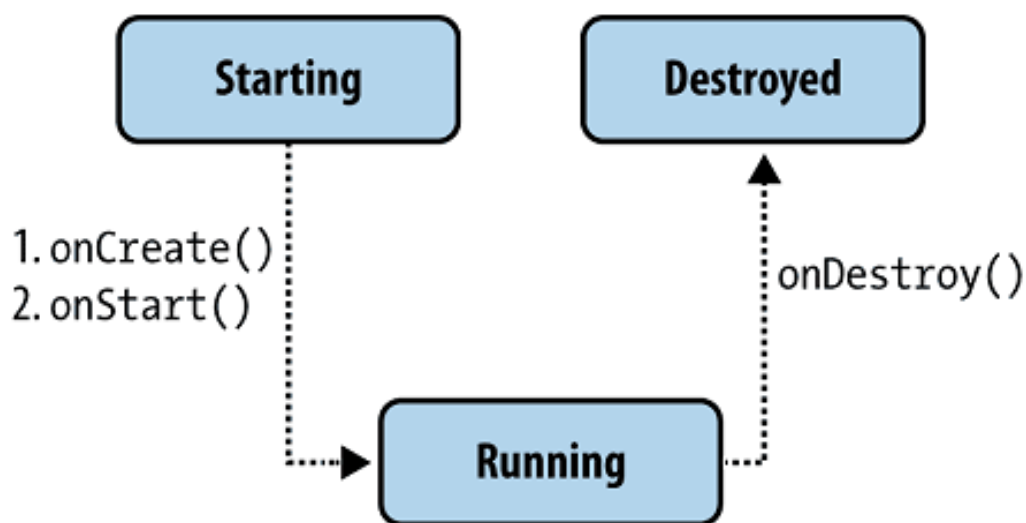 Starting
Destroyed
1. onCreate()
2. onStart()
onDestroy()
Running